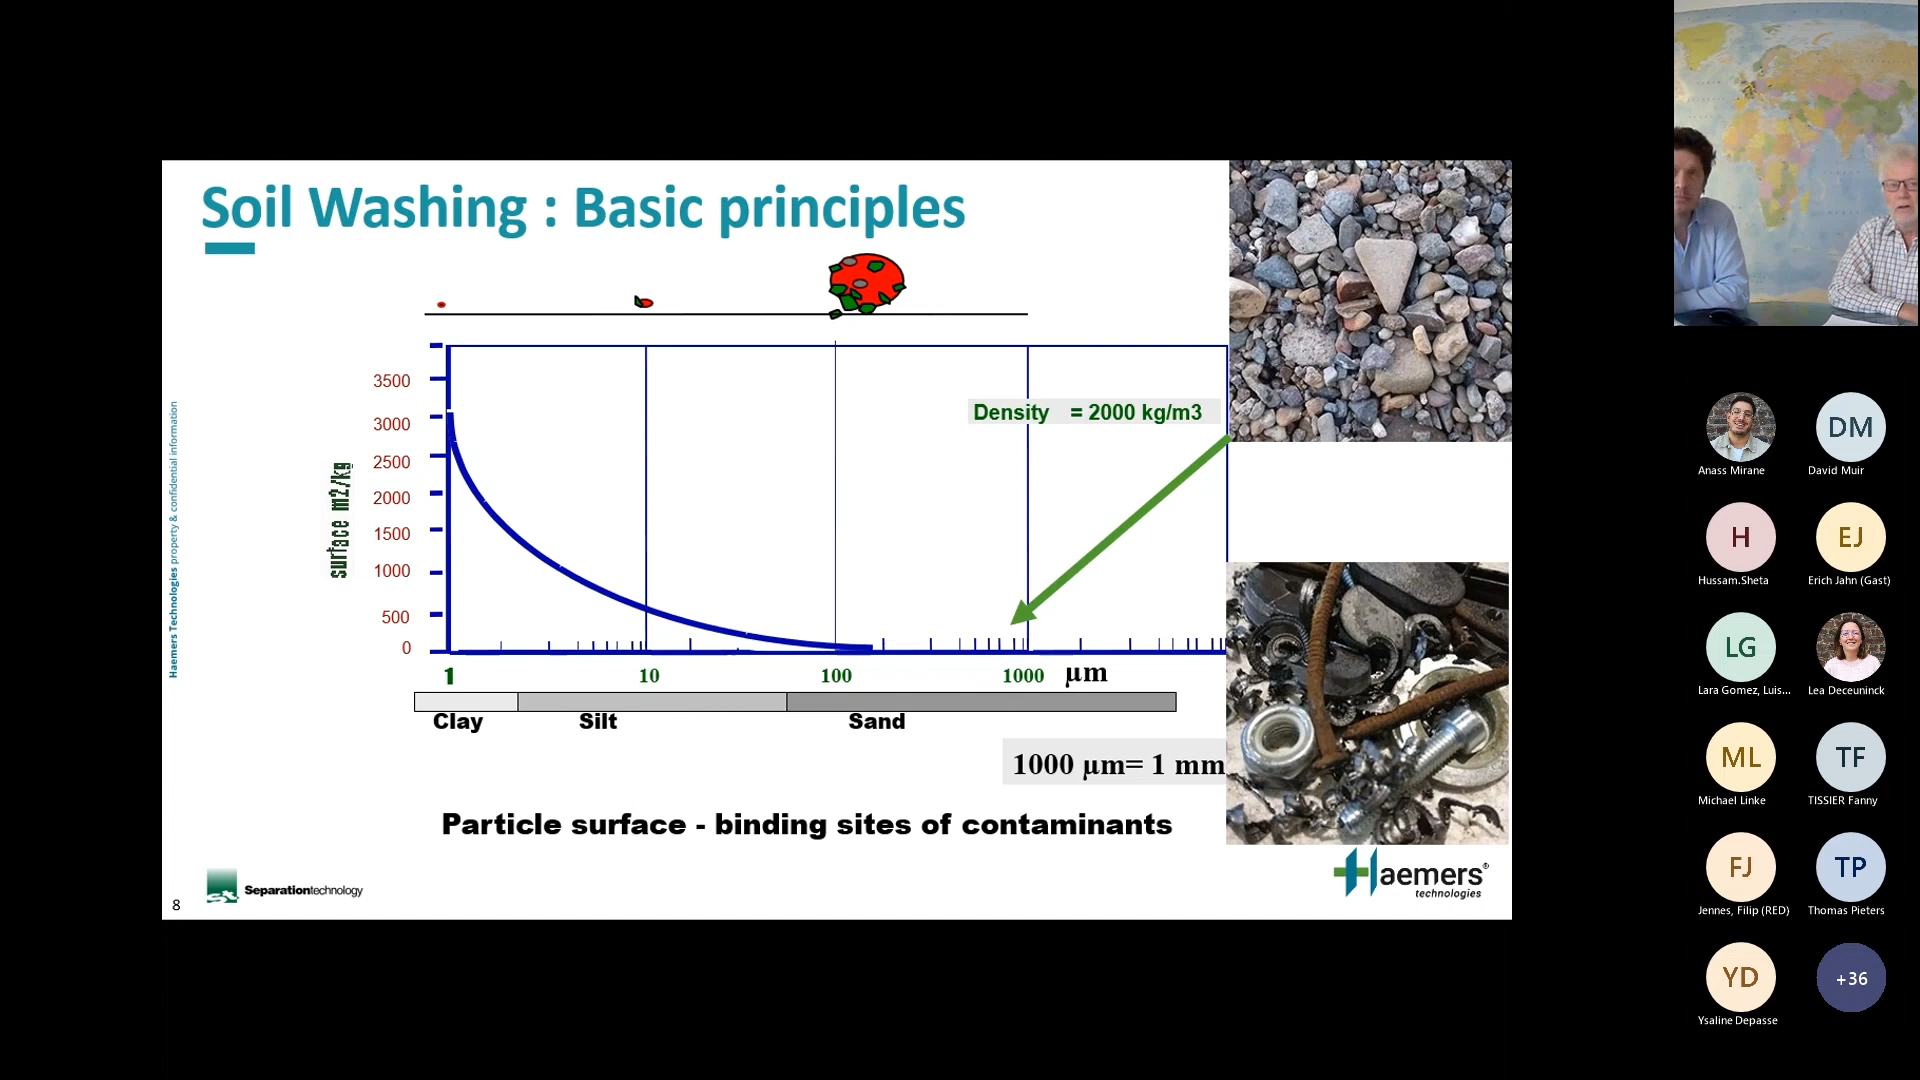 Soil Washing : Basic principles
Haemers Technologies property & confidential information
surface m2/kg
3500
3000
2500
2000
1500
1000
500
0
Density = 2000 kg/m3
1
10
100
1000
µm
Clay
Silt
Sand
1000 µm= 1 mm
Particle surface - binding sites of contaminants
8
st
Separationtechnology
Haemers®
technologies
Anass Mirane
DM
David Muir
H
Hussam.Sheta
EJ
Erich Jahn (Gast)
LG
Lara Gomez, Luis...
Lea Deceuninck
ML
Michael Linke
TF
TISSIER Fanny
FJ
Jennes, Filip (RED)
TP
Thomas Pieters
YD
Ysaline Depasse
+36